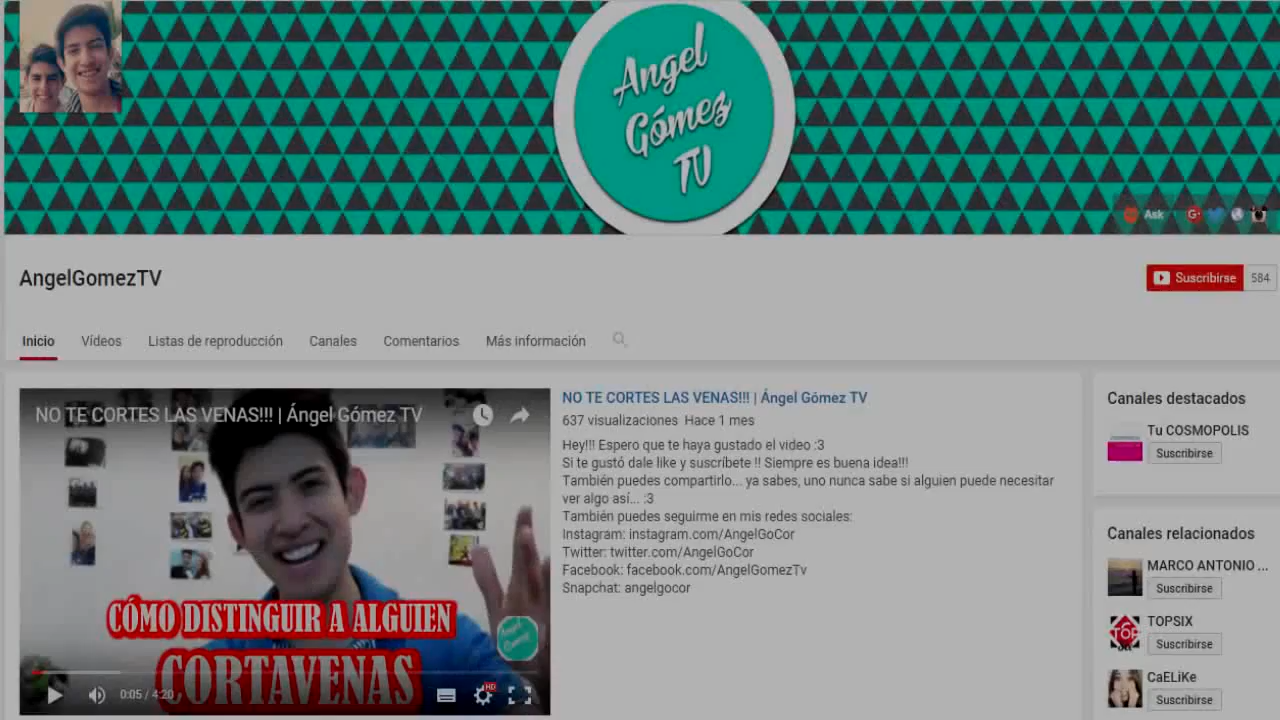 Angel
Gómez
TV
Ask
G+
AngelGomezTV
Suscribirse 584
Inicio Vídeos Listas de reproducción Canales Comentarios Más información
NO TE CORTES LAS VENAS!!! | Ángel Gómez TV
CÓMO DISTINGUIR A ALGUIEN
CORTAVENAS
Angel
Gómez
0:05 / 4:20
HD
NO TE CORTES LAS VENAS!!! | Ángel Gómez TV
637 visualizaciones Hace 1 mes
Hey!!! Espero que te haya gustado el video :3
Si te gustó dale like y suscríbete !! Siempre es buena idea!!!
También puedes compartirlo... ya sabes, uno nunca sabe si alguien puede necesitar
ver algo así... :3
También puedes seguirme en mis redes sociales:
Instagram: instagram.com/AngelGoCor
Twitter: twitter.com/AngelGoCor
Facebook: facebook.com/AngelGomezTv
Snapchat: angelgocor
Canales destacados
Tu COSMOPOLIS
Suscribirse
Canales relacionados
MARCO ANTONIO ...
Suscribirse
TOP
TOPSIX
Suscribirse
CaELiKe
Suscribirse